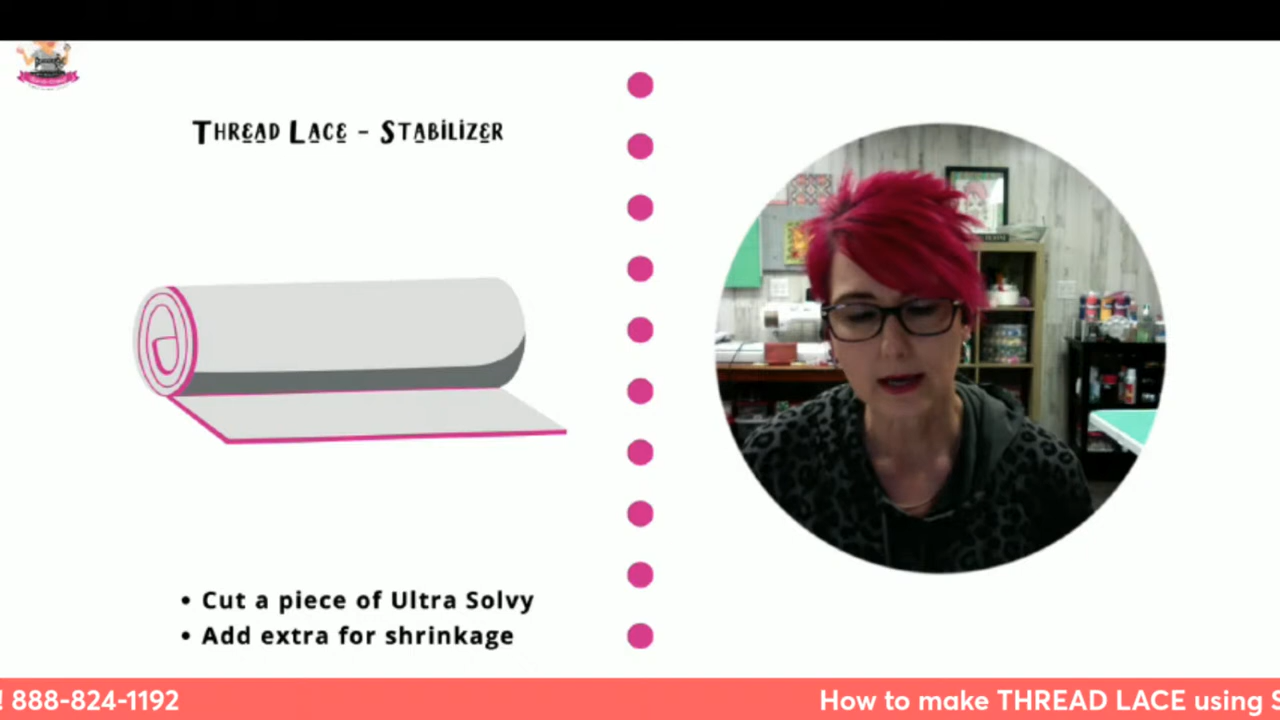 Thread Lace - Stabilizer
• Cut a piece of Ultra Solvy
• Add extra for shrinkage
! 888-824-1192
How to make THREAD LACE using S